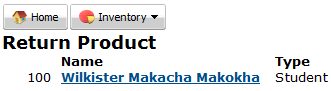 Home Inventory
Return Product
Name Type
100 Wilkister Makacha Makokha Student